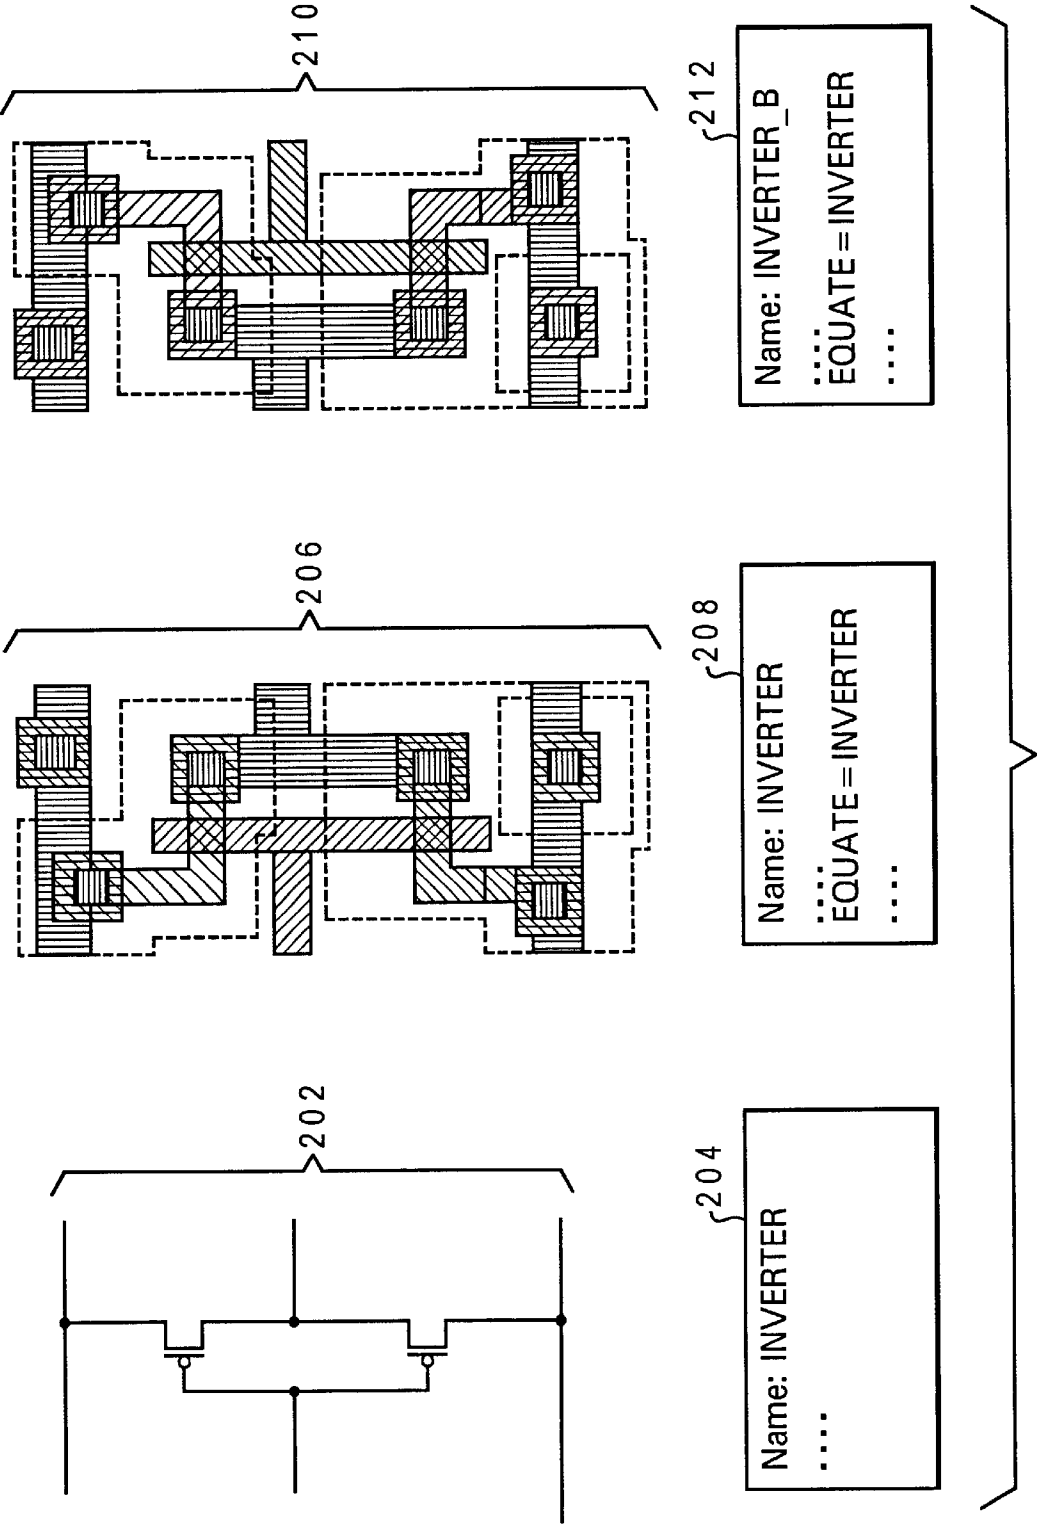 202
206
210
204
Name: INVERTER
....
208
Name: INVERTER
....
EQUATE=INVERTER
....
212
Name: INVERTER_B
....
EQUATE=INVERTER
....